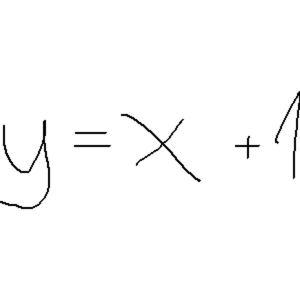 y = x + 1